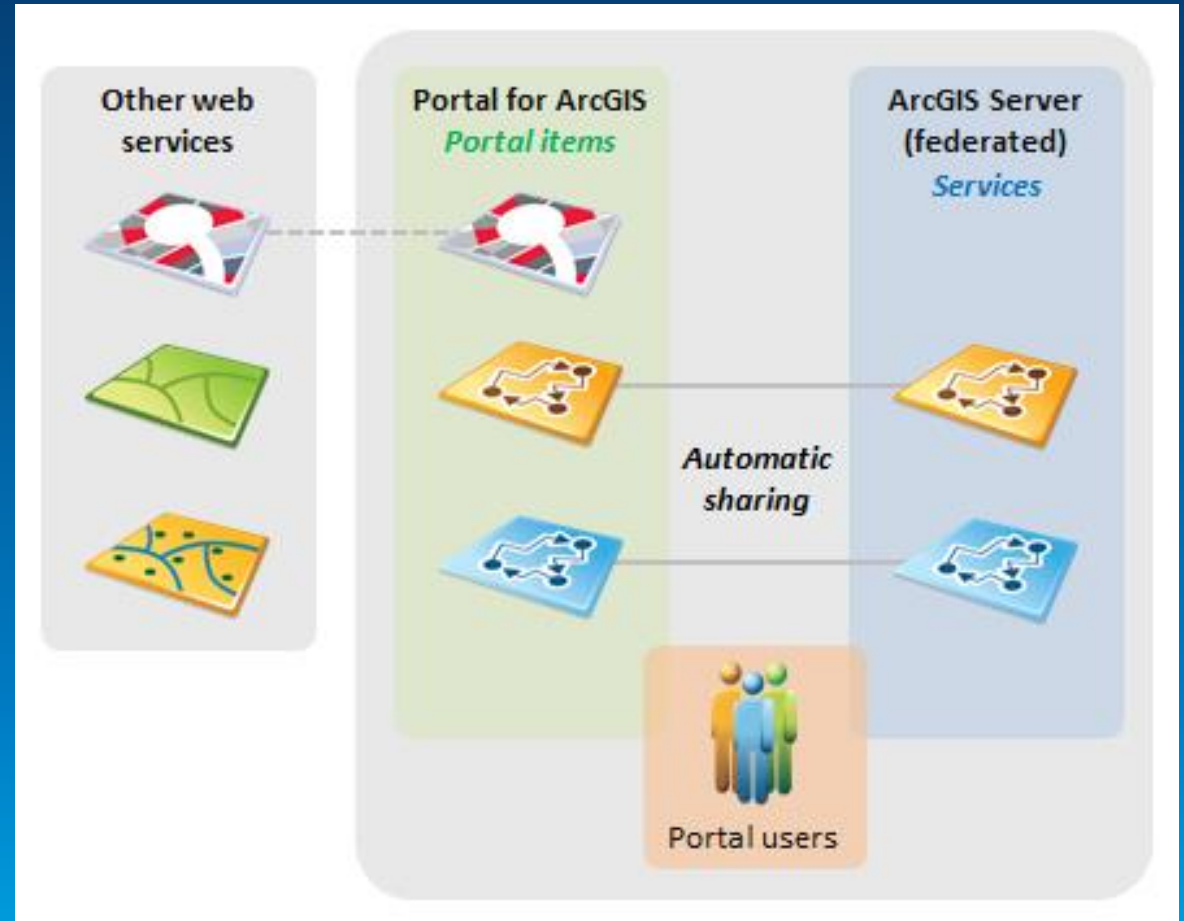 Other web
services
Portal for ArcGIS
Portal items
ArcGIS Server
(federated)
Services
Automatic
sharing
Portal users